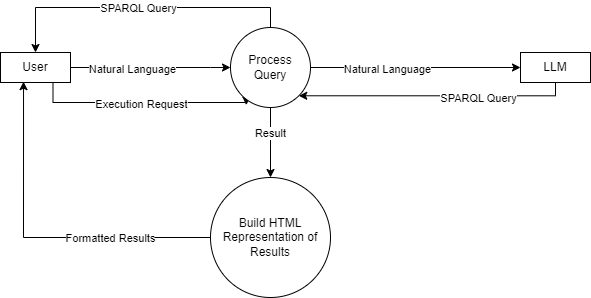 SPARQL Query
User
Natural Language
Process
Query
Natural Language
LLM
Execution Request
SPARQL Query
Result
Build HTML
Representation of
Results
Formatted Results